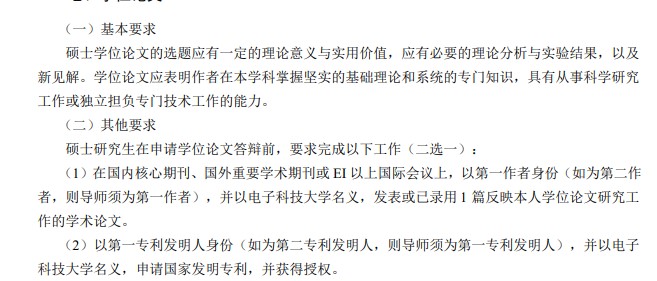 （一）基本要求
硕士学位论文的选题应有一定的理论意义与实用价值，应有必要的理论分析与实验结果，以及
新见解。学位论文应表明作者在本学科掌握坚实的基础理论和系统的专门知识，具有从事科学研究
工作或独立担负专门技术工作的能力。
（二）其他要求
硕士研究生在申请学位论文答辩前，要求完成以下工作（二选一）：
（1）在国内核心期刊、国外重要学术期刊或 EI 以上国际会议上，以第一作者身份（如为第二作
者，则导师须为第一作者），并以电子科技大学名义，发表或已录用 1 篇反映本人学位论文研究工
作的学术论文。
（2）以第一专利发明人身份（如为第二专利发明人，则导师须为第一专利发明人），并以电子
科技大学名义，申请国家发明专利，并获得授权。